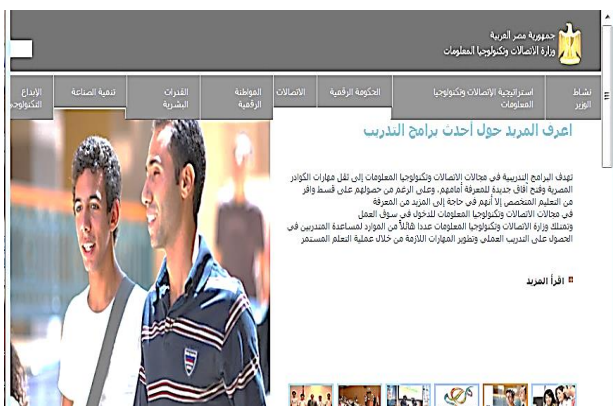 جمهورية مصر العربية
وزارة الاتصالات وتكنولوجيا المعلومات
نشاط الوزير
استراتيجية الاتصالات وتكنولوجيا المعلومات
الحكومة الرقمية
الاتصالات
المواطنة الرقمية
القدرات البشرية
تنمية الصناعة
الإبداع
اعرف المزيد حول أحدث برامج التدريب
تهدف البرامج التدريبية في مجالات الاتصالات وتكنولوجيا المعلومات إلى ثقل مهارات الكوادر
المصرية وفتح آفاق جديدة للمعرفة أمامهم. وعلى الرغم من حصولهم على قسط وافر
من التعليم المتخصص إلا أنهم في حاجة إلى المزيد من المعرفة
في مجالات الاتصالات وتكنولوجيا المعلومات للدخول في سوق العمل
وتمتلك وزارة الاتصالات وتكنولوجيا المعلومات عددا هائلاً من الموارد لمساعدة المتدربين في
الحصول على التدريب العملي وتطوير المهارات اللازمة من خلال عملية التعلم المستمر
اقرأ المزيد